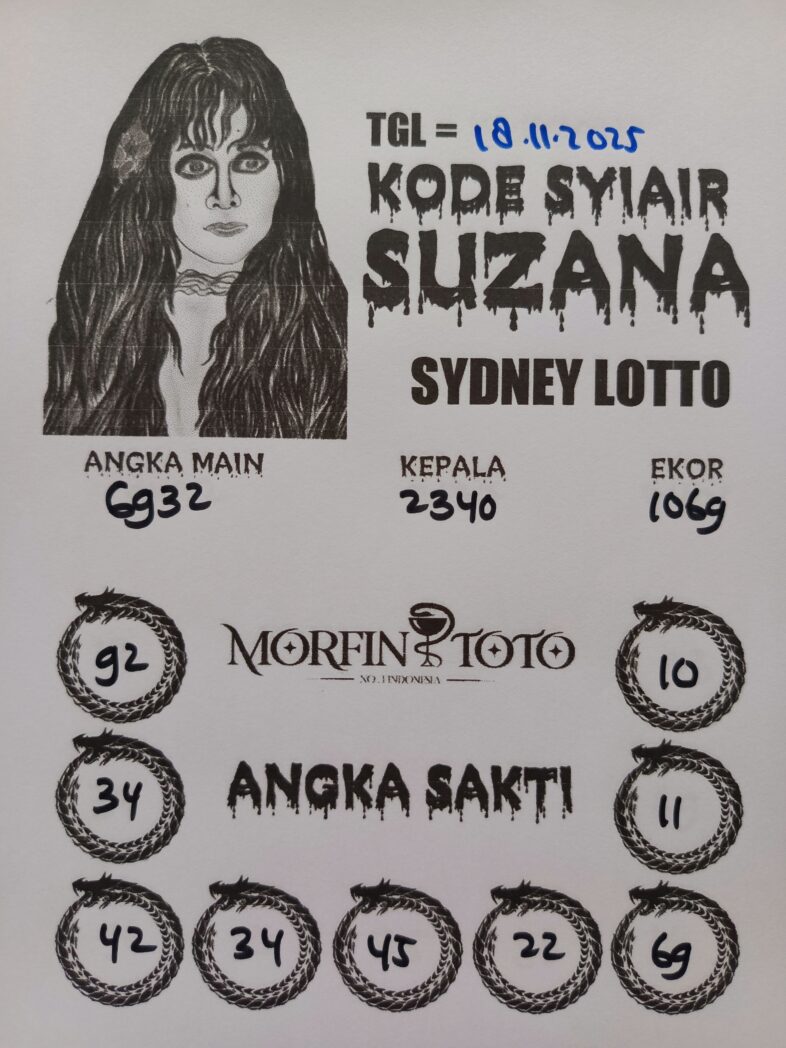 TGL = 18.11.2025
KODE SYIAIR
SUZANA
SYDNEY LOTTO
ANGKA MAIN KEPALA EKOR
6932 2340 1069
MORFIN TOTO
NO. 1 INDONESIA
92 10
ANGKA SAKTI
34 11
42 34 45 22 69